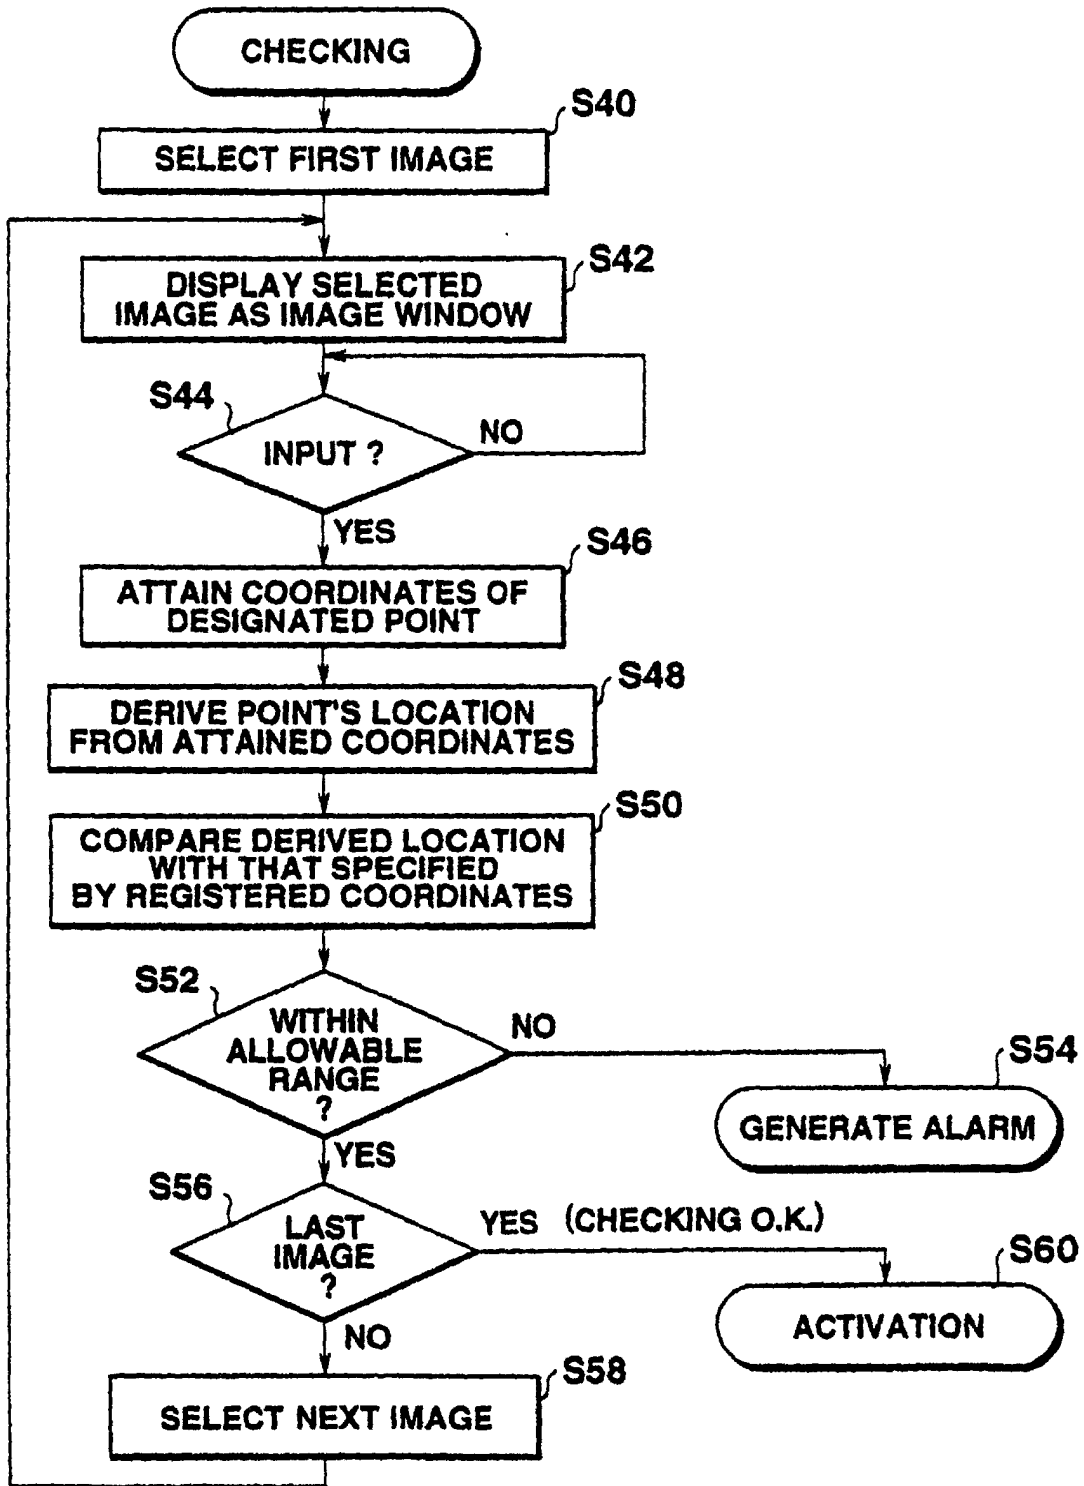 CHECKING
S40
SELECT FIRST IMAGE
S42
DISPLAY SELECTED
IMAGE AS IMAGE WINDOW
S44
INPUT ?
NO
YES
S46
ATTAIN COORDINATES OF
DESIGNATED POINT
S48
DERIVE POINT'S LOCATION
FROM ATTAINED COORDINATES
S50
COMPARE DERIVED LOCATION
WITH THAT SPECIFIED
BY REGISTERED COORDINATES
S52
WITHIN
ALLOWABLE
RANGE
?
NO
S54
GENERATE ALARM
YES
S56
LAST
IMAGE
?
YES (CHECKING O.K.)
S60
ACTIVATION
NO
S58
SELECT NEXT IMAGE